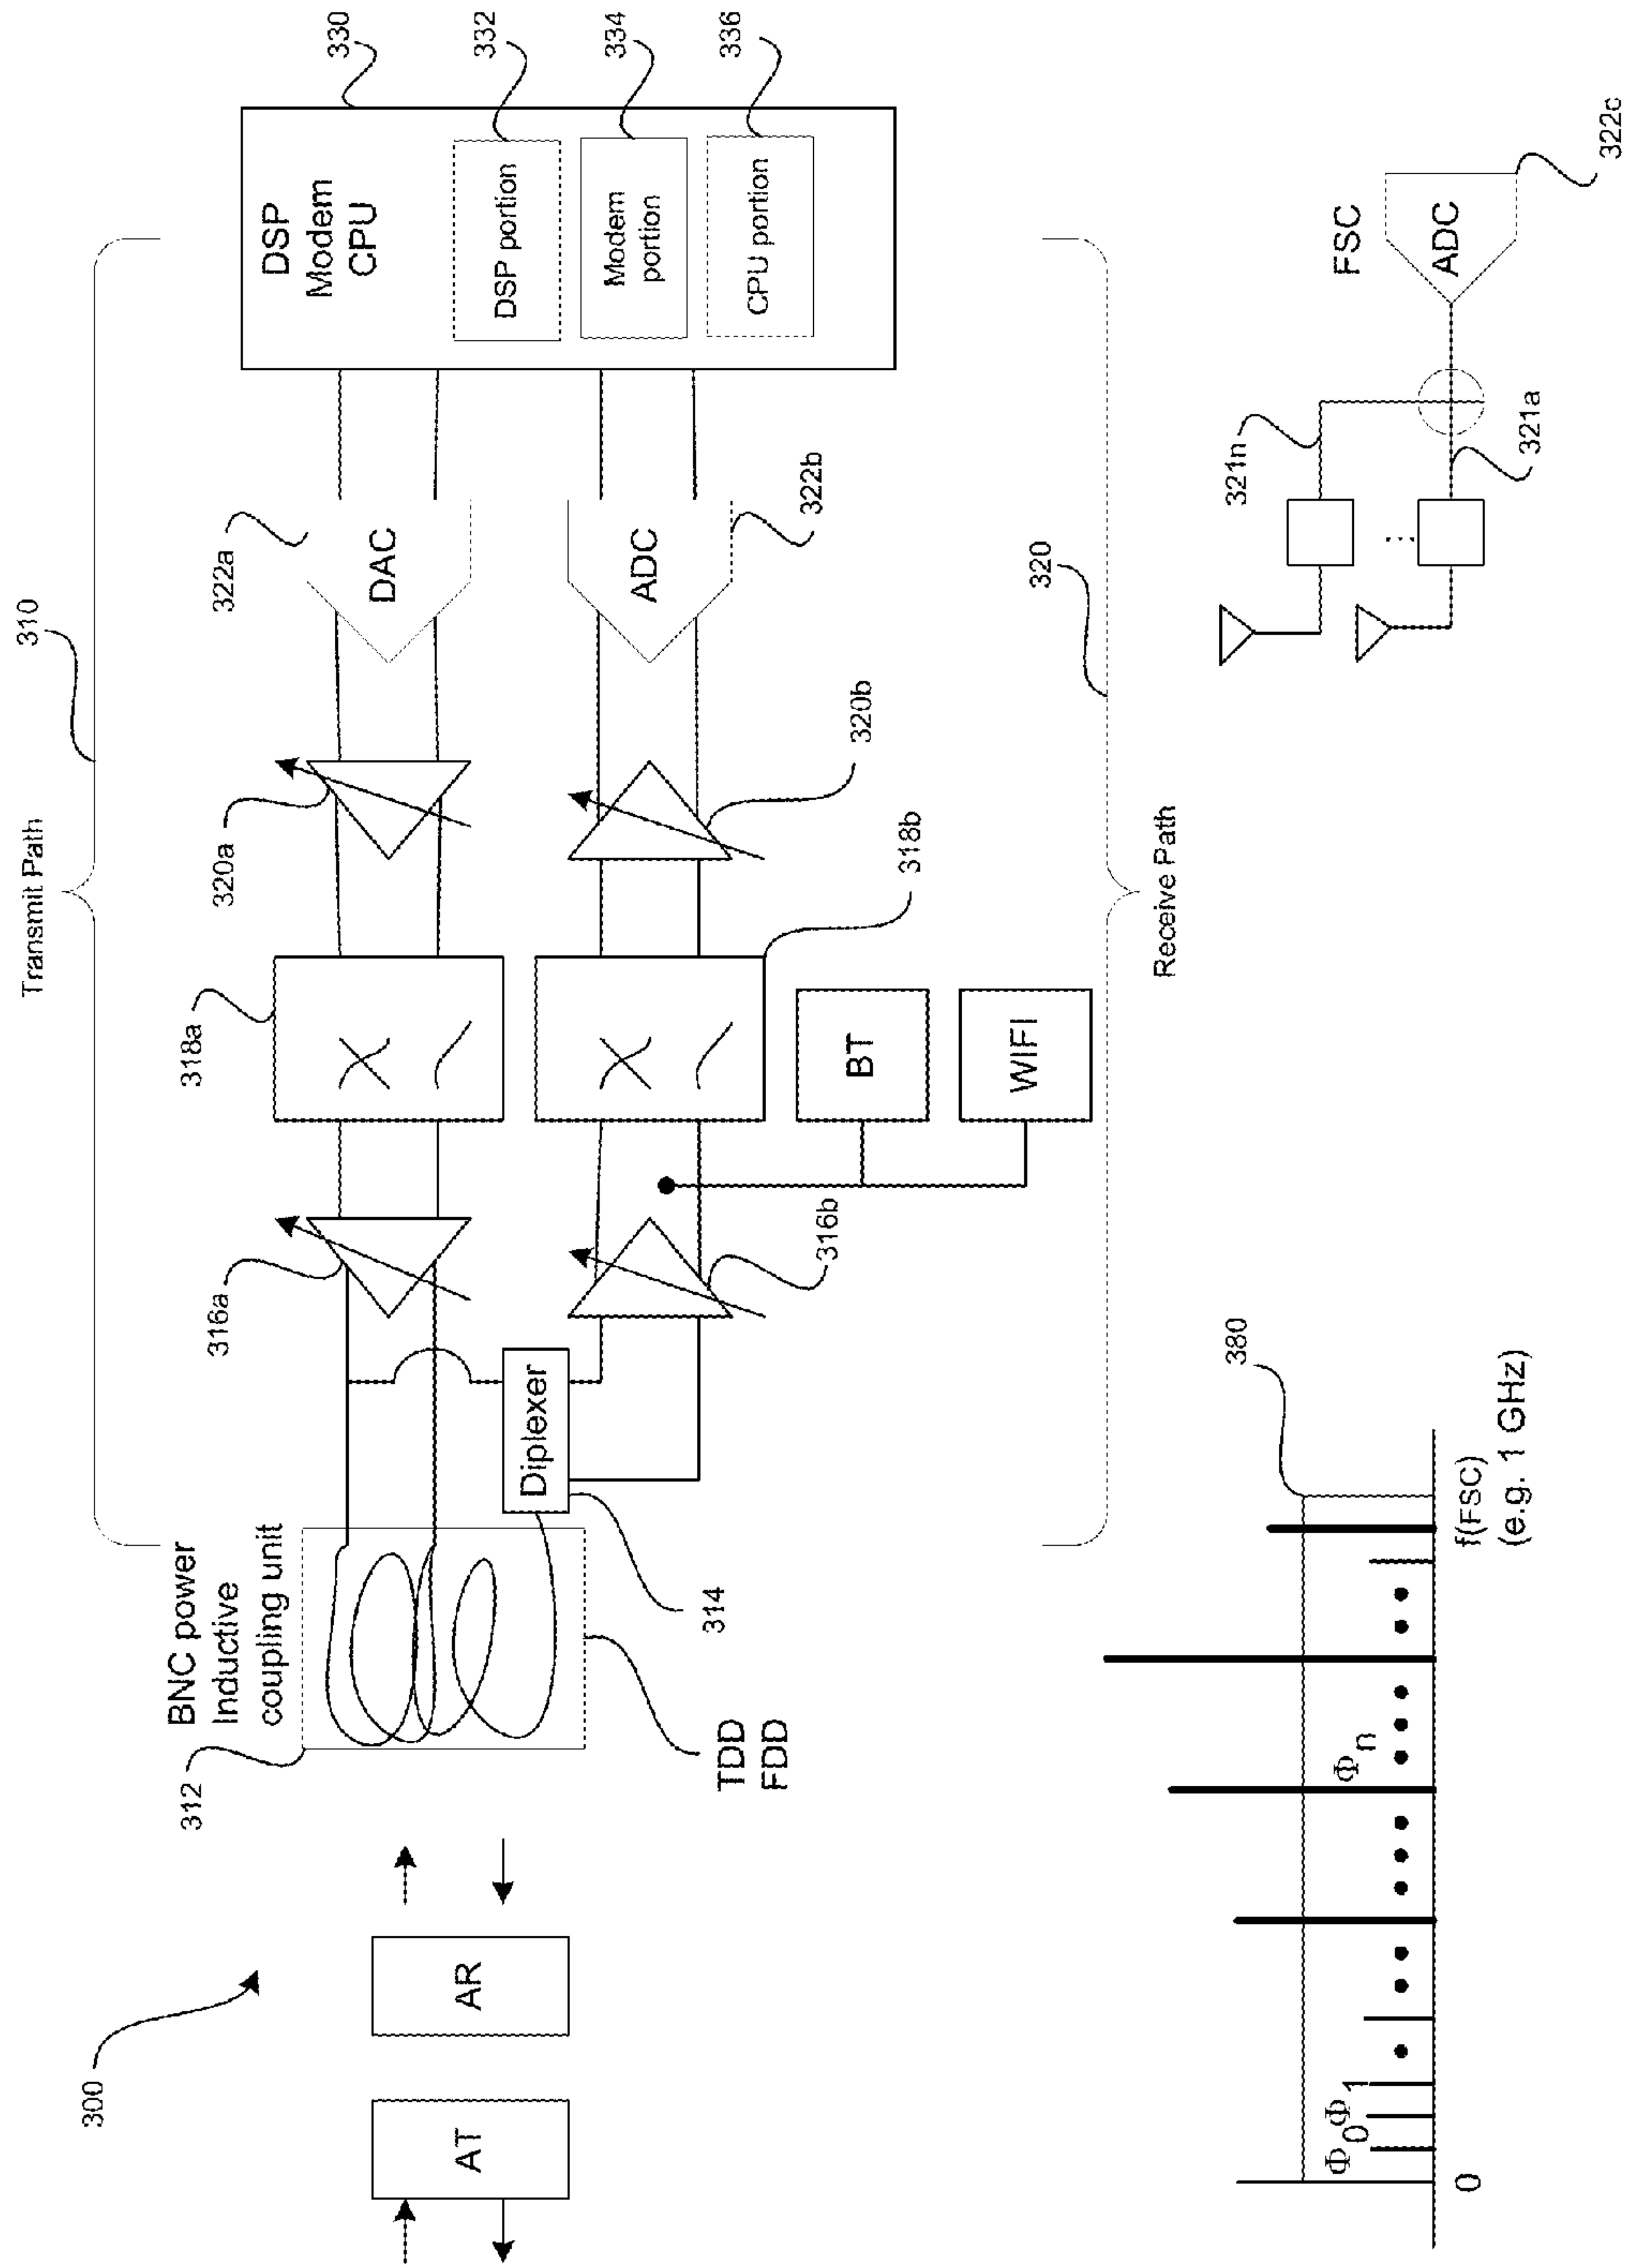 300
AT
AR
312
BNC power
Inductive
coupling unit
TDD
FDD
314
Diplexer
310
Transmit Path
316a
318a
320a
322a
DAC
316b
318b
320b
322b
ADC
BT
WIFI
330
DSP
Modem
CPU
332
DSP portion
334
Modem
portion
336
CPU portion
320
Receive Path
380
Φ0
Φ1
Φn
0
f(FSC)
(e.g. 1 GHz)
321n
321a
FSC
ADC
322c